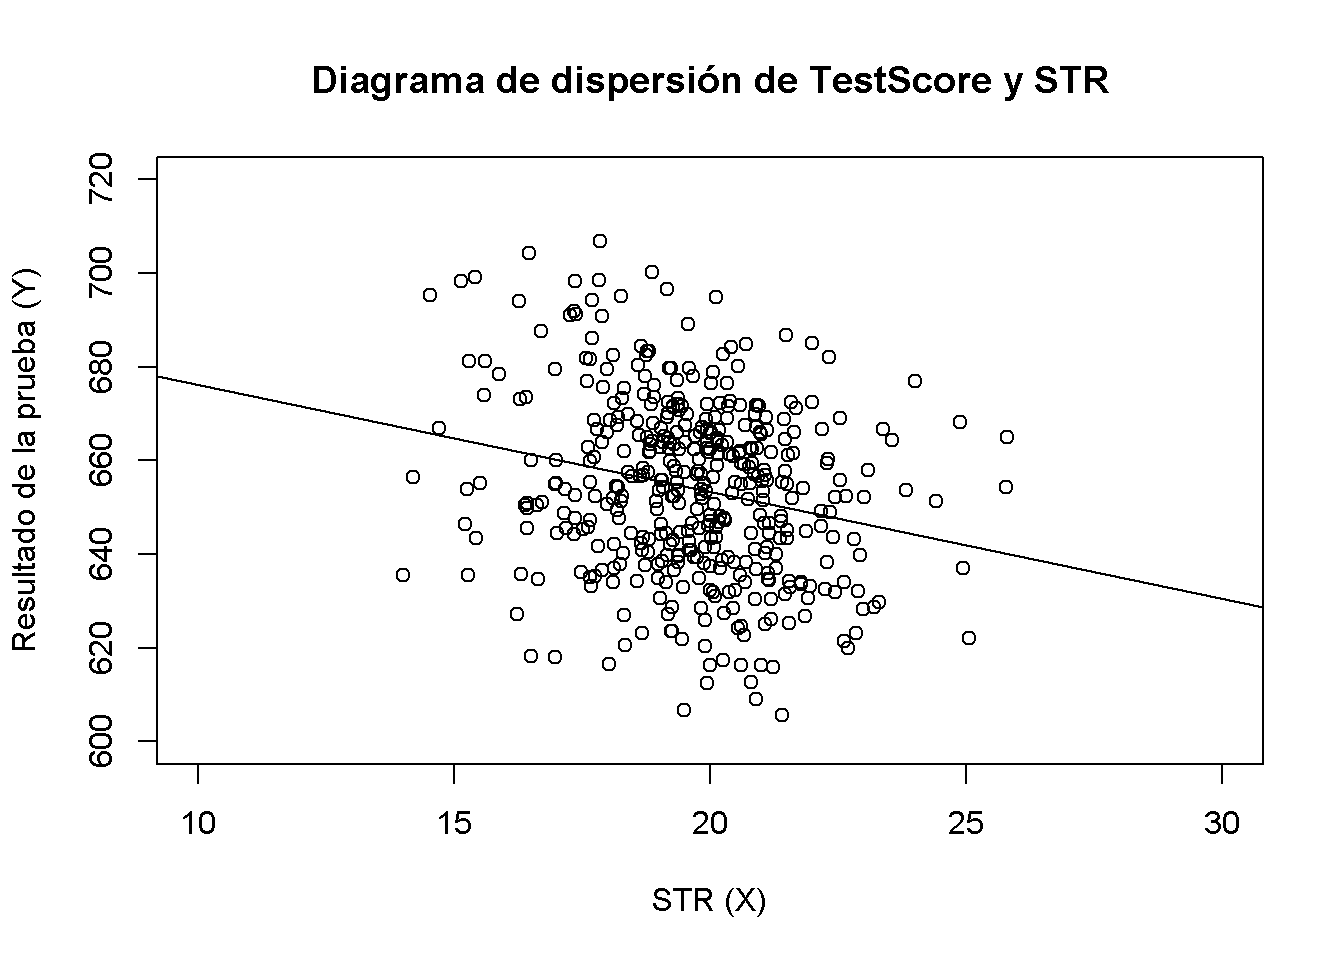 Diagrama de dispersión de TestScore y STR
Resultado de la prueba (Y)
720
700
680
660
640
620
600
10 15 20 25 30
STR (X)